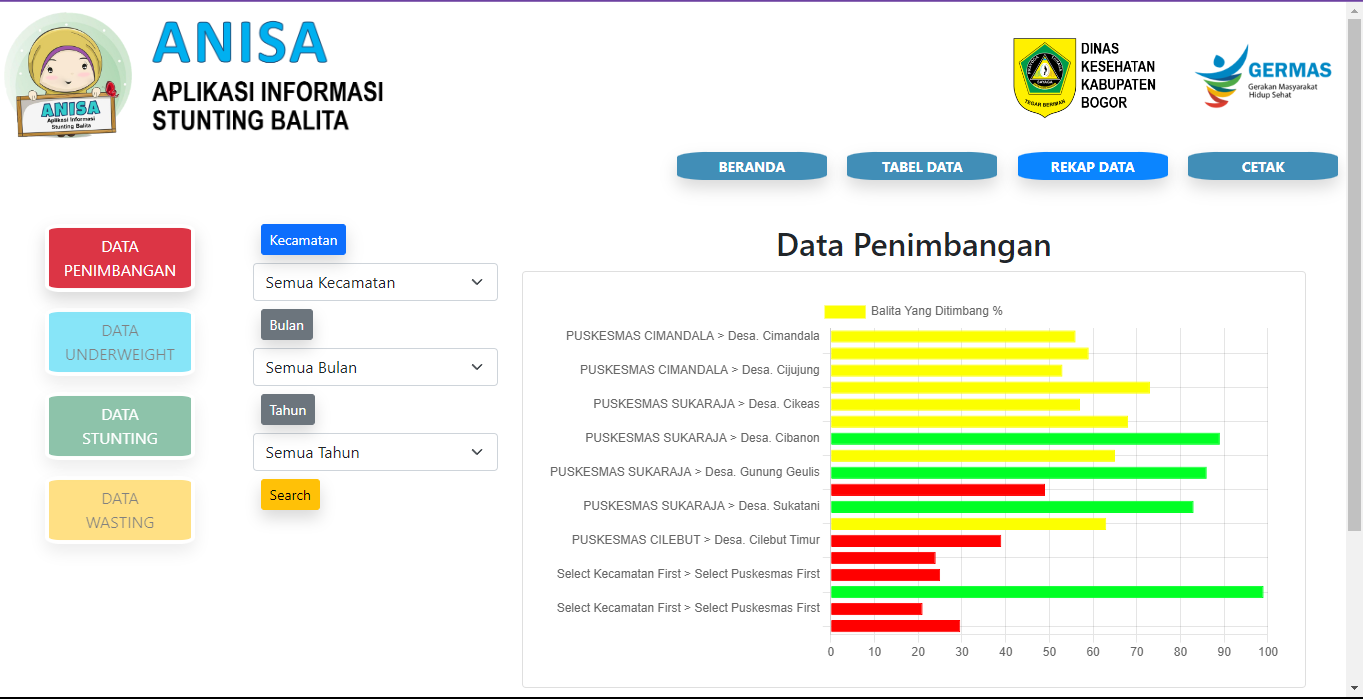 ANISA
APLIKASI INFORMASI
STUNTING BALITA
ANISA
Aplikasi Informasi
Stunting Balita
TEGAR BERIMAN
DINAS
KESEHATAN
KABUPATEN
BOGOR
GERMAS
Gerakan Masyarakat
Hidup Sehat
BERANDA
TABEL DATA
REKAP DATA
CETAK
DATA
PENIMBANGAN
DATA
UNDERWEIGHT
DATA
STUNTING
DATA
WASTING
Kecamatan
Semua Kecamatan
Bulan
Semua Bulan
Tahun
Semua Tahun
Search
Data Penimbangan
Balita Yang Ditimbang %
PUSKESMAS CIMANDALA > Desa. Cimandala
PUSKESMAS CIMANDALA > Desa. Cijujung
PUSKESMAS SUKARAJA > Desa. Cikeas
PUSKESMAS SUKARAJA > Desa. Cibanon
PUSKESMAS SUKARAJA > Desa. Gunung Geulis
PUSKESMAS SUKARAJA > Desa. Sukatani
PUSKESMAS CILEBUT > Desa. Cilebut Timur
Select Kecamatan First > Select Puskesmas First
Select Kecamatan First > Select Puskesmas First
0 10 20 30 40 50 60 70 80 90 100